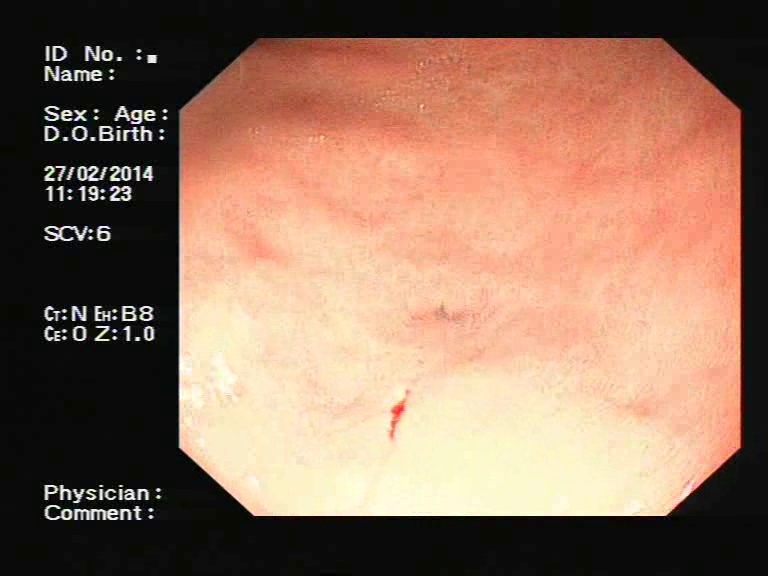 ID No. :
Name:
Sex: Age:
D.O.Birth:
27/02/2014
11:19:23
SCV:6
CT:N EH:B8
CE:0 Z:1.0
Physician:
Comment: